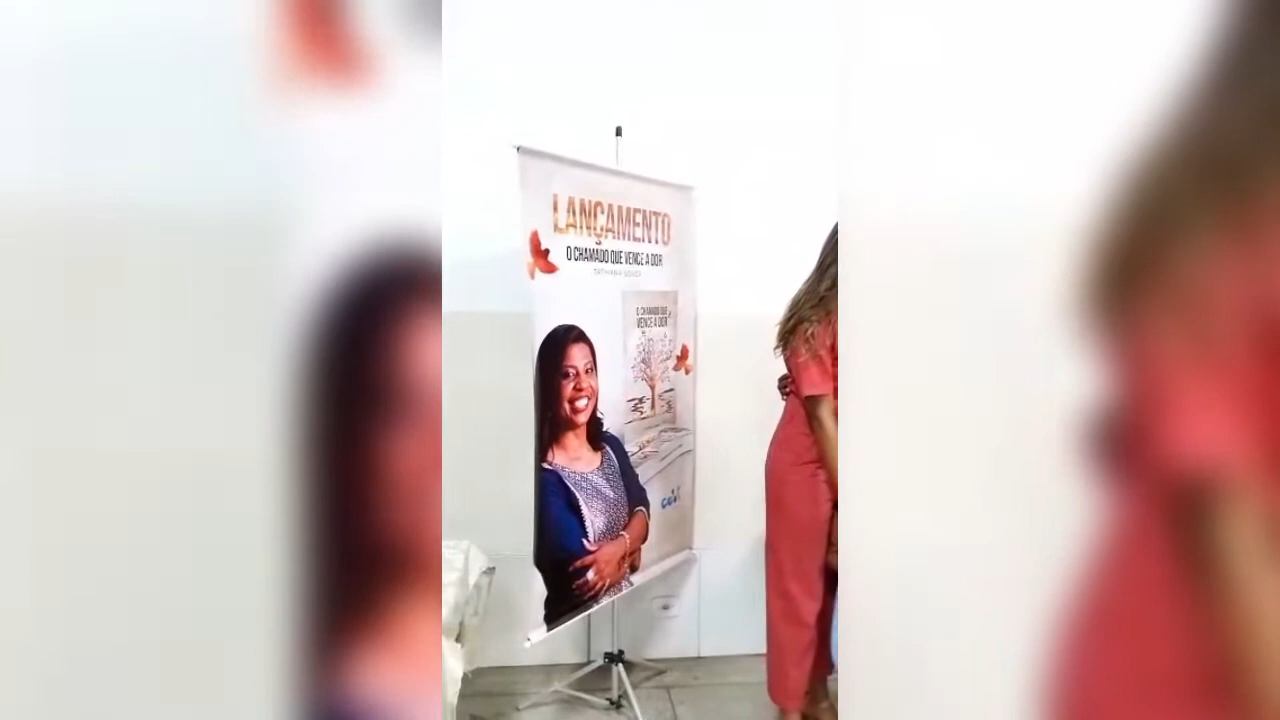 LANÇAMENTO
O CHAMADO QUE VENCE A DOR
O CHAMADO QUE
VENCE A DOR